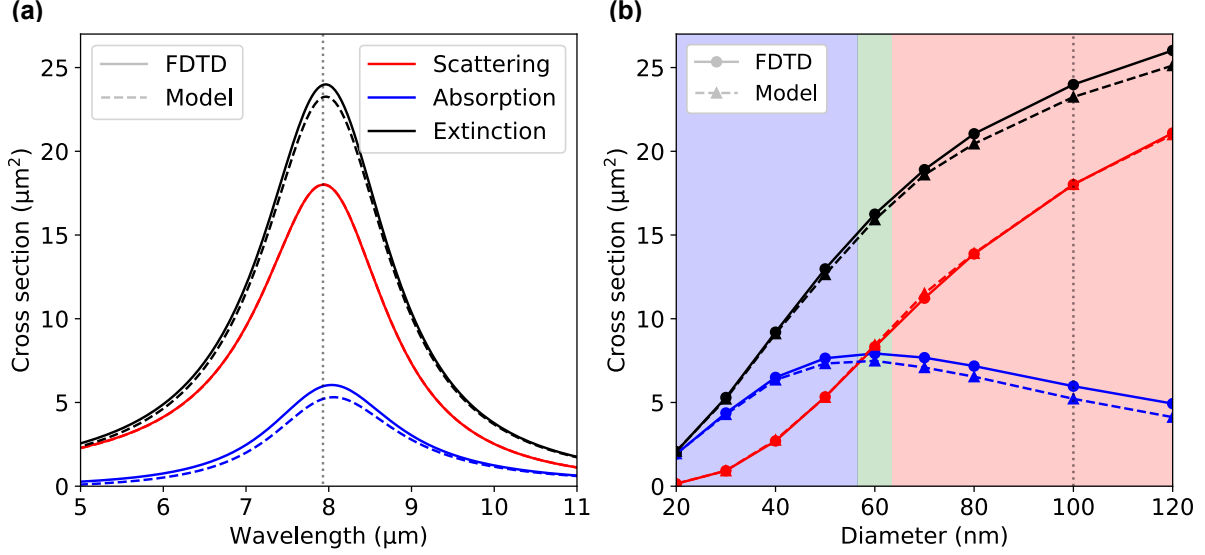 (a)
FDTD
Model
Scattering
Absorption
Extinction
25
20
15
10
5
0
Cross section (μm²)
5 6 7 8 9 10 11
Wavelength (μm)
(b)
FDTD
Model
25
20
15
10
5
0
Cross section (μm²)
20 40 60 80 100 120
Diameter (nm)